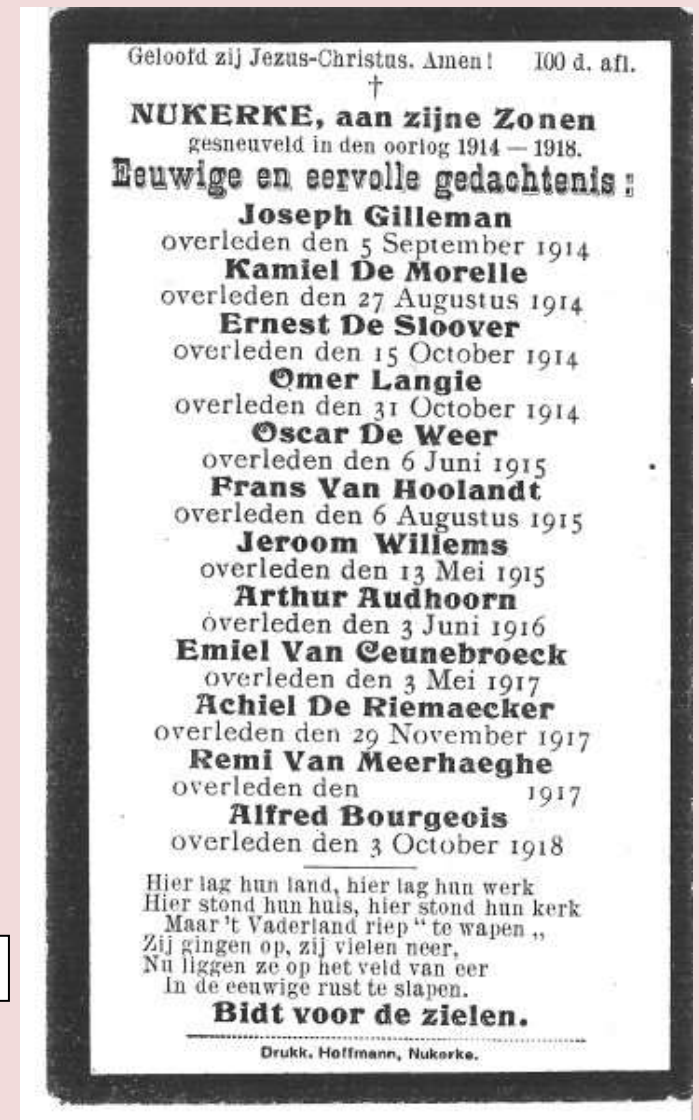 Geloofd zij Jezus-Christus. Amen! 100 d. afl.
†
NUKERKE, aan zijne Zonen
gesneuveld in den oorlog 1914 — 1918.
Eeuwige en eervolle gedachtenis :
Joseph Gilleman
overleden den 5 September 1914
Kamiel De Morelle
overleden den 27 Augustus 1914
Ernest De Sloover
overleden den 15 October 1914
Omer Langie
overleden den 31 October 1914
Oscar De Weer
overleden den 6 Juni 1915
Frans Van Hoolandt
overleden den 6 Augustus 1915
Jeroom Willems
overleden den 13 Mei 1915
Arthur Audhoorn
overleden den 3 Juni 1916
Emiel Van Ceunebroeck
overleden den 3 Mei 1917
Achiel De Riemaecker
overleden den 29 November 1917
Remi Van Meerhaeghe
overleden den 1917
Alfred Bourgeois
overleden den 3 October 1918
Hier lag hun land, hier lag hun werk
Hier stond hun huis, hier stond hun kerk
Maar 't Vaderland riep “ te wapen „
Zij gingen op, zij vielen neer,
Nu liggen ze op het veld van eer
In de eeuwige rust te slapen.
Bidt voor de zielen.
Drukk. Hoffmann, Nukerke.